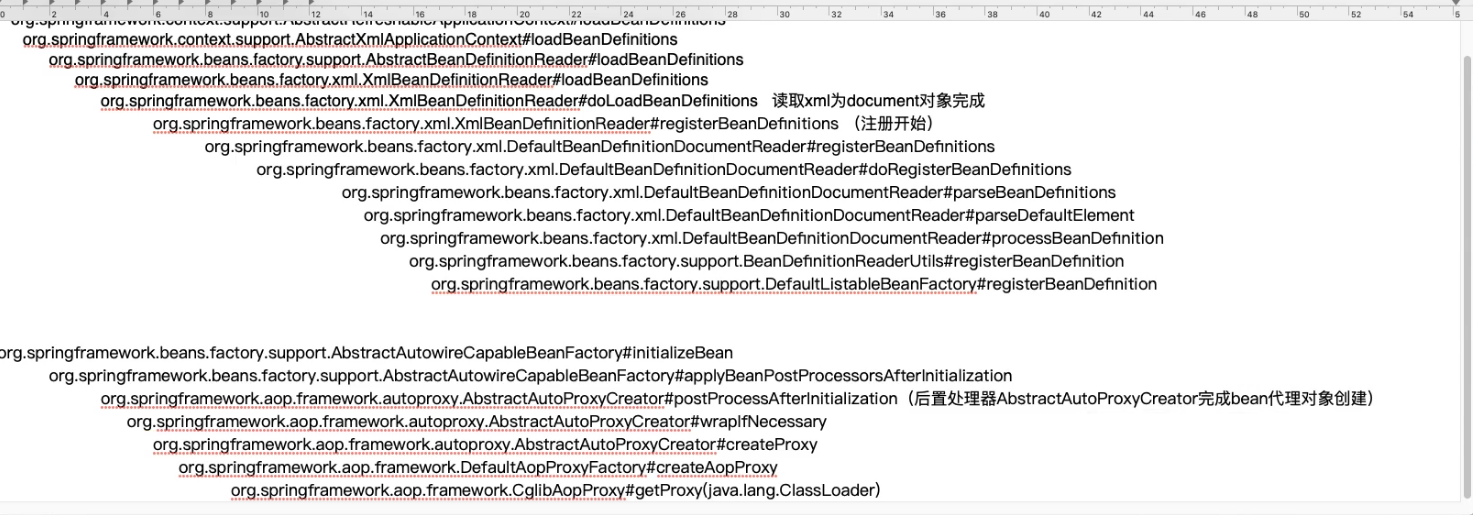 0 2 4 6 8 10 12 14 16 18 20 22 24 26 28 30 32 34 36 38 40 42 44 46 48 50 52 54 5
org.springframework.context.support.AbstractRefreshableApplicationContext#loadBeanDefinitions
org.springframework.context.support.AbstractXmlApplicationContext#loadBeanDefinitions
org.springframework.beans.factory.support.AbstractBeanDefinitionReader#loadBeanDefinitions
org.springframework.beans.factory.xml.XmlBeanDefinitionReader#loadBeanDefinitions
org.springframework.beans.factory.xml.XmlBeanDefinitionReader#doLoadBeanDefinitions 读取xml为document对象完成
org.springframework.beans.factory.xml.XmlBeanDefinitionReader#registerBeanDefinitions （注册开始）
org.springframework.beans.factory.xml.DefaultBeanDefinitionDocumentReader#registerBeanDefinitions
org.springframework.beans.factory.xml.DefaultBeanDefinitionDocumentReader#doRegisterBeanDefinitions
org.springframework.beans.factory.xml.DefaultBeanDefinitionDocumentReader#parseBeanDefinitions
org.springframework.beans.factory.xml.DefaultBeanDefinitionDocumentReader#parseDefaultElement
org.springframework.beans.factory.xml.DefaultBeanDefinitionDocumentReader#processBeanDefinition
org.springframework.beans.factory.support.BeanDefinitionReaderUtils#registerBeanDefinition
org.springframework.beans.factory.support.DefaultListableBeanFactory#registerBeanDefinition
org.springframework.beans.factory.support.AbstractAutowireCapableBeanFactory#initializeBean
org.springframework.beans.factory.support.AbstractAutowireCapableBeanFactory#applyBeanPostProcessorsAfterInitialization
org.springframework.aop.framework.autoproxy.AbstractAutoProxyCreator#postProcessAfterInitialization（后置处理器AbstractAutoProxyCreator完成bean代理对象创建）
org.springframework.aop.framework.autoproxy.AbstractAutoProxyCreator#wrapIfNecessary
org.springframework.aop.framework.autoproxy.AbstractAutoProxyCreator#createProxy
org.springframework.aop.framework.DefaultAopProxyFactory#createAopProxy
org.springframework.aop.framework.CglibAopProxy#getProxy(java.lang.ClassLoader)